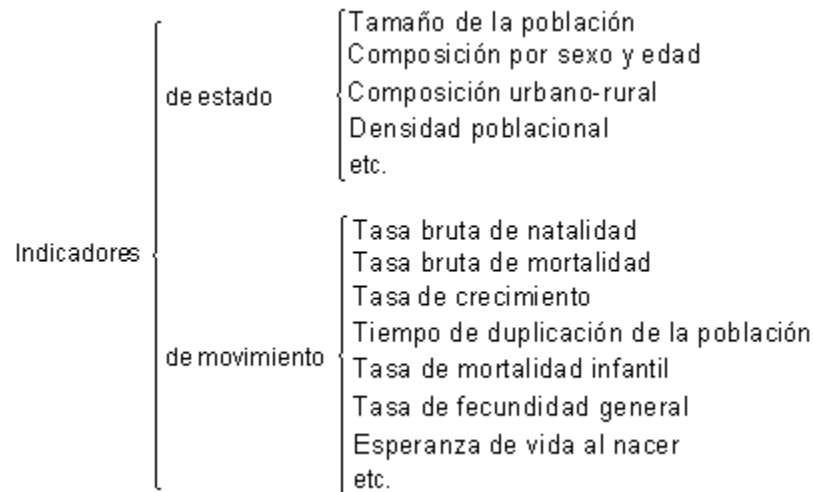 Indicadores
de estado
Tamaño de la población
Composición por sexo y edad
Composición urbano-rural
Densidad poblacional
etc.
de movimiento
Tasa bruta de natalidad
Tasa bruta de mortalidad
Tasa de crecimiento
Tiempo de duplicación de la población
Tasa de mortalidad infantil
Tasa de fecundidad general
Esperanza de vida al nacer
etc.